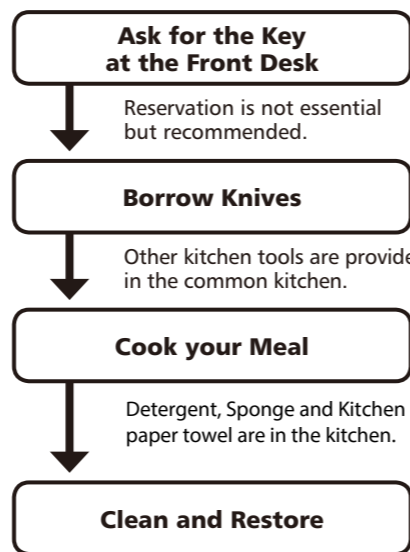 Ask for the Key
at the Front Desk
Reservation is not essential
but recommended.
Borrow Knives
Other kitchen tools are provide
in the common kitchen.
Cook your Meal
Detergent, Sponge and Kitchen
paper towel are in the kitchen.
Clean and Restore